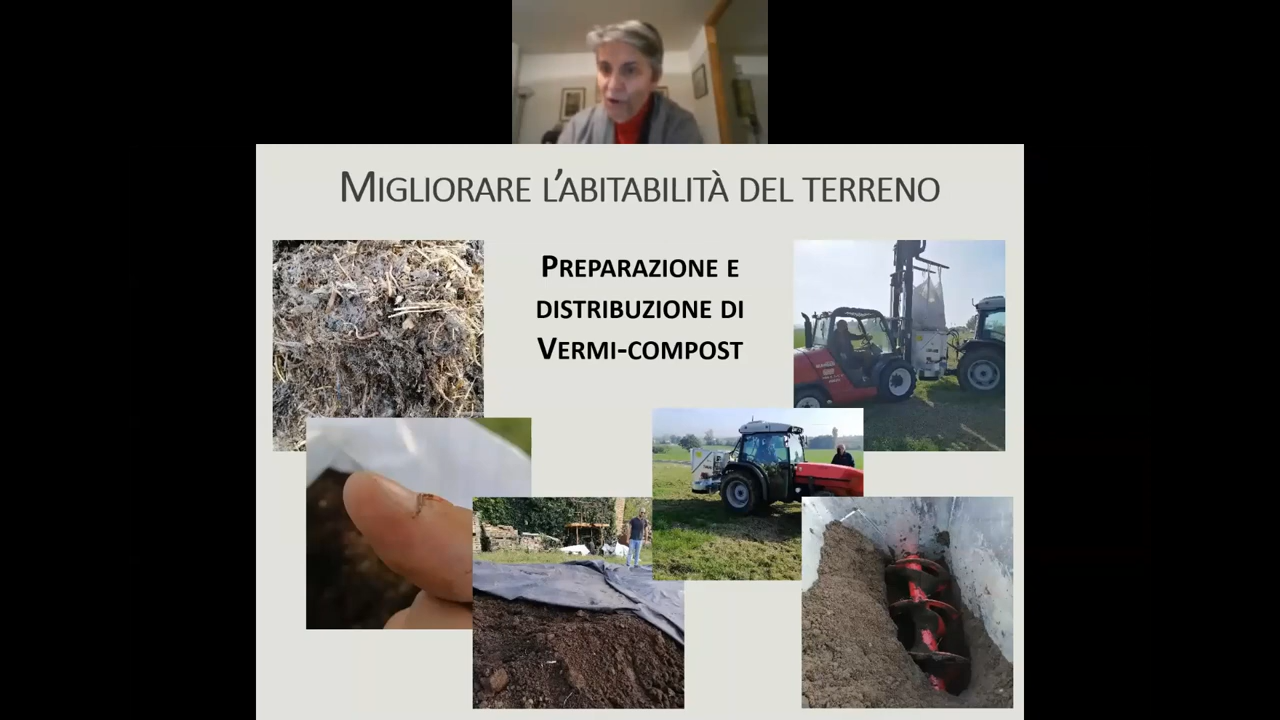 MIGLIORARE L'ABITABILITÀ DEL TERRENO
PREPARAZIONE E
DISTRIBUZIONE DI
VERMI-COMPOST